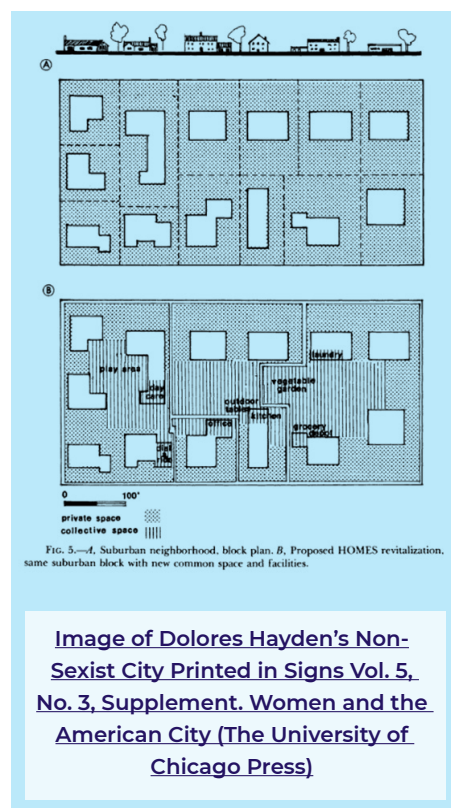 A
B
play area
day
care
dial a
ride
office
outdoor
tables
kitchen
vegetable
garden
laundry
grocery
depot
0 100'
private space
collective space
FIG. 5.—A, Suburban neighborhood, block plan. B, Proposed HOMES revitalization,
same suburban block with new common space and facilities.
Image of Dolores Hayden’s Non-
Sexist City Printed in Signs Vol. 5,
No. 3, Supplement. Women and the
American City (The University of
Chicago Press)